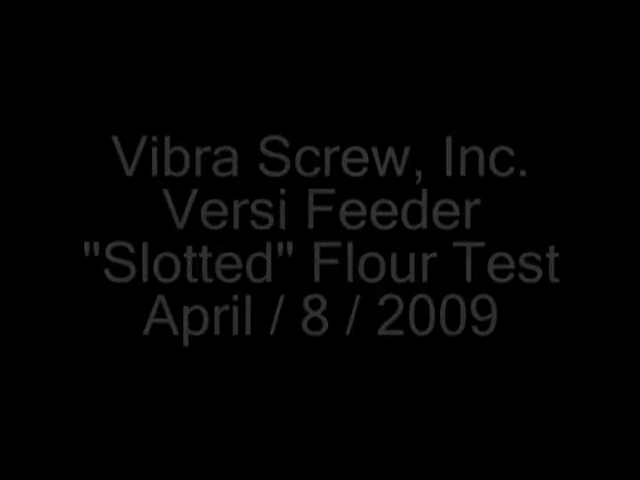 Vibra Screw, Inc.
Versi Feeder
"Slotted" Flour Test
April / 8 / 2009